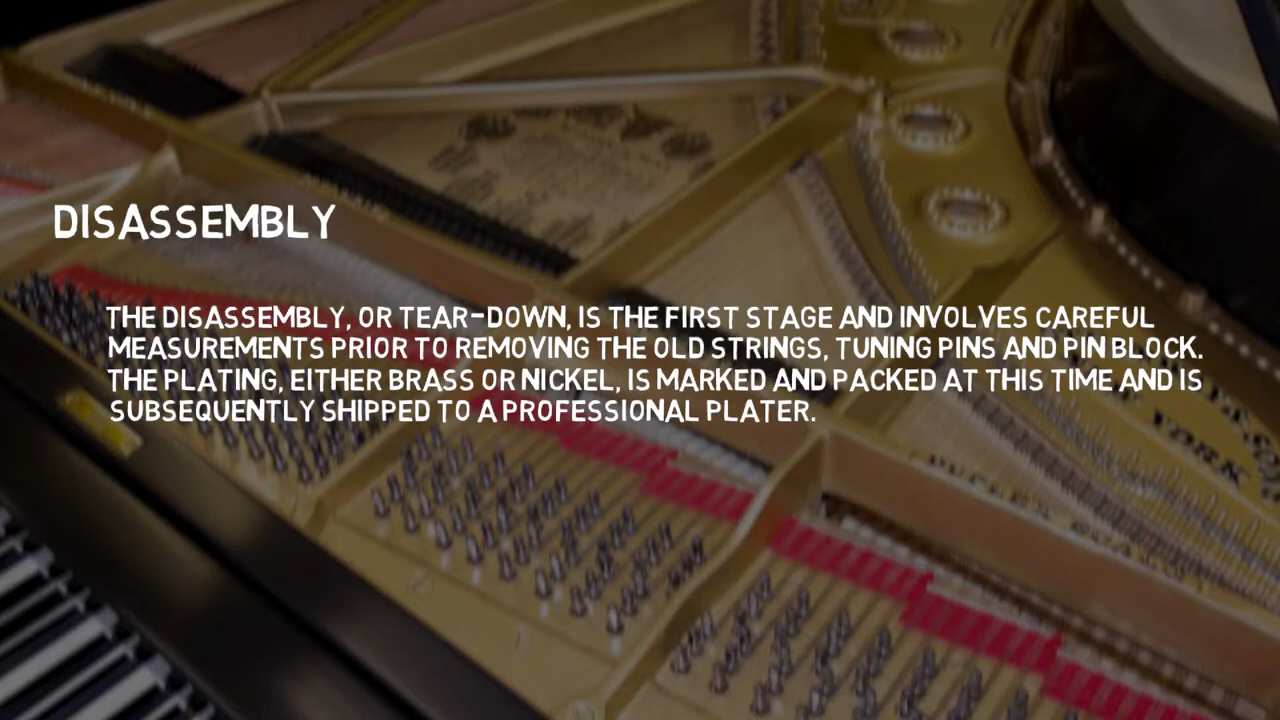 DISASSEMBLY
THE DISASSEMBLY, OR TEAR-DOWN, IS THE FIRST STAGE AND INVOLVES CAREFUL
MEASUREMENTS PRIOR TO REMOVING THE OLD STRINGS, TUNING PINS AND PIN BLOCK.
THE PLATING, EITHER BRASS OR NICKEL, IS MARKED AND PACKED AT THIS TIME AND IS
SUBSEQUENTLY SHIPPED TO A PROFESSIONAL PLATER.
YORK